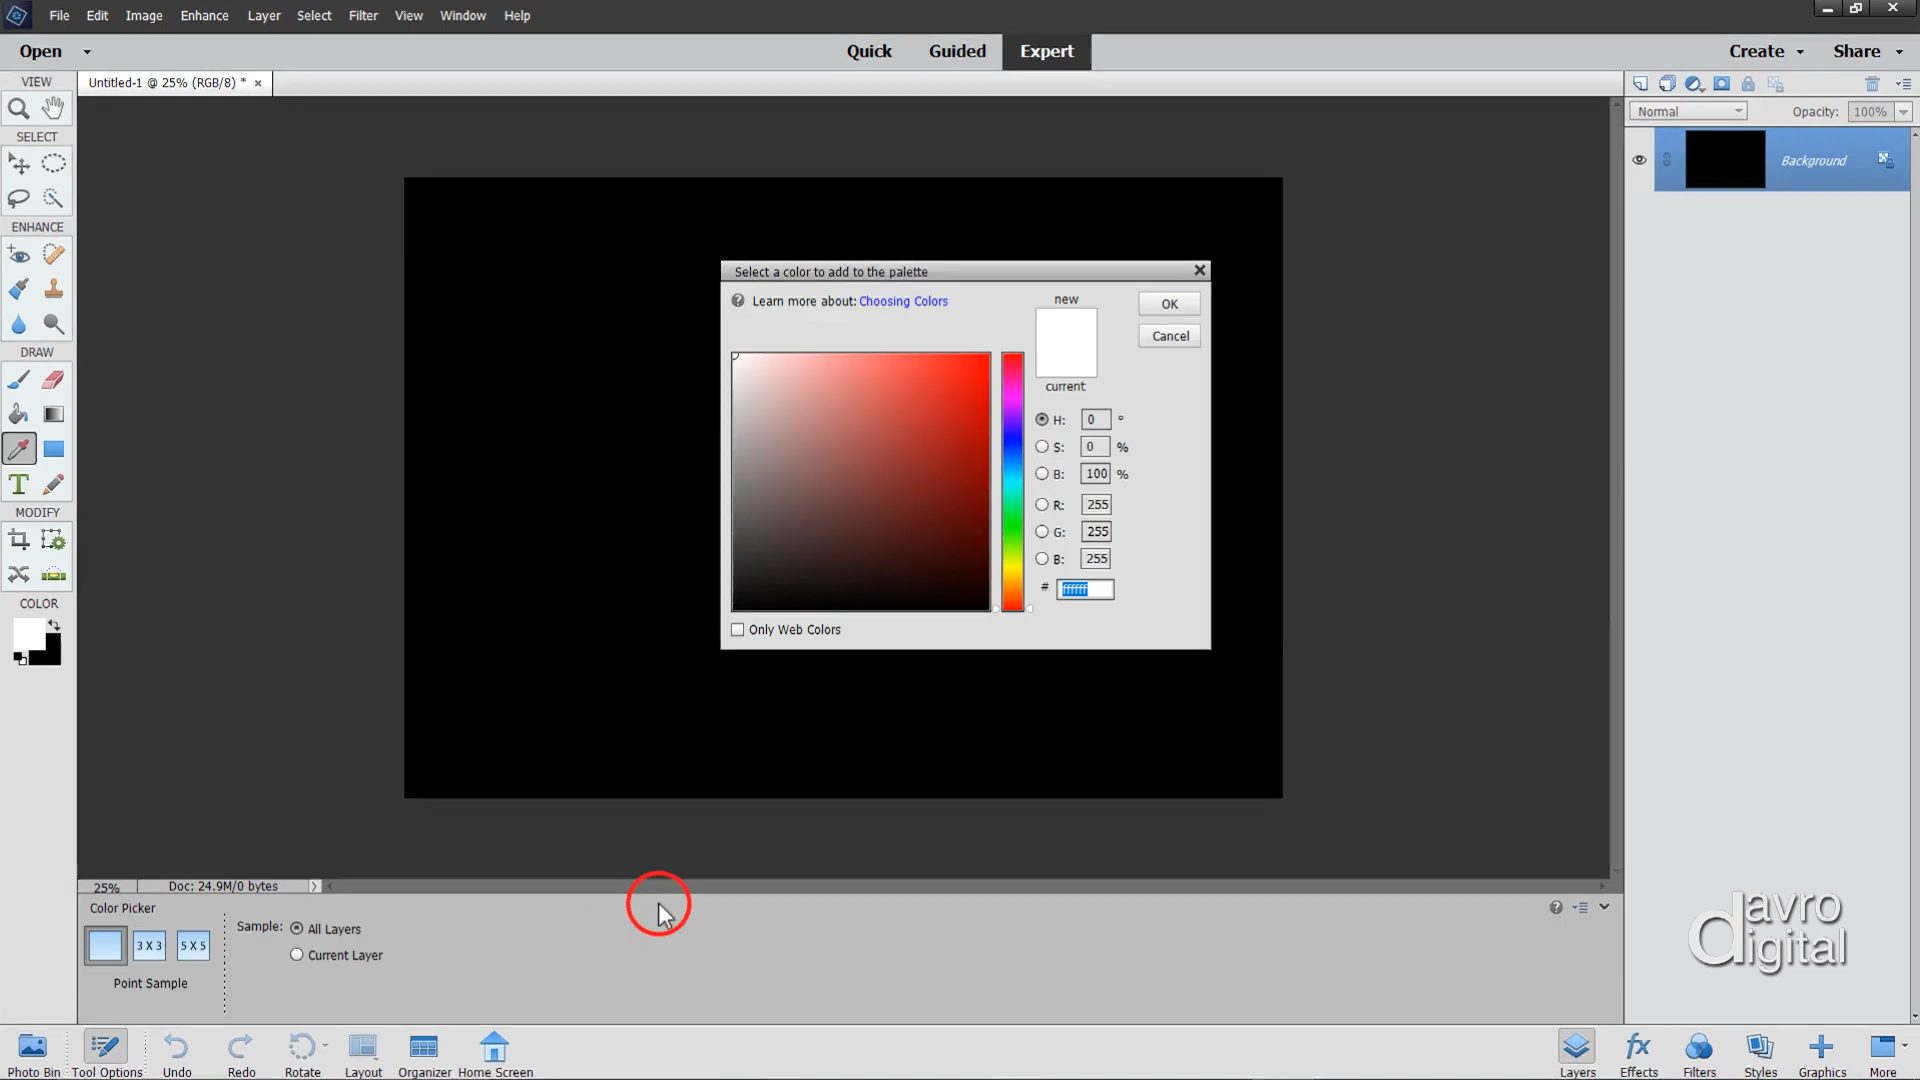 File Edit Image Enhance Layer Select Filter View Window Help
Open Quick Guided Expert Create Share
VIEW
Untitled-1 @ 25% (RGB/8) * ×
Normal Opacity: 100%
SELECT
Background
ENHANCE
Select a color to add to the palette
Learn more about: Choosing Colors
new
OK
Cancel
current
DRAW
H: 0 °
S: 0 %
B: 100 %
R: 255
G: 255
B: 255
# ffffff
Only Web Colors
T
MODIFY
COLOR
25% Doc: 24.9M/0 bytes
Color Picker
Sample: All Layers
3 X 3 5 X 5
Current Layer
Point Sample
davro
digital
fx
Photo Bin Tool Options Undo Redo Rotate Layout Organizer Home Screen Layers Effects Filters Styles Graphics More